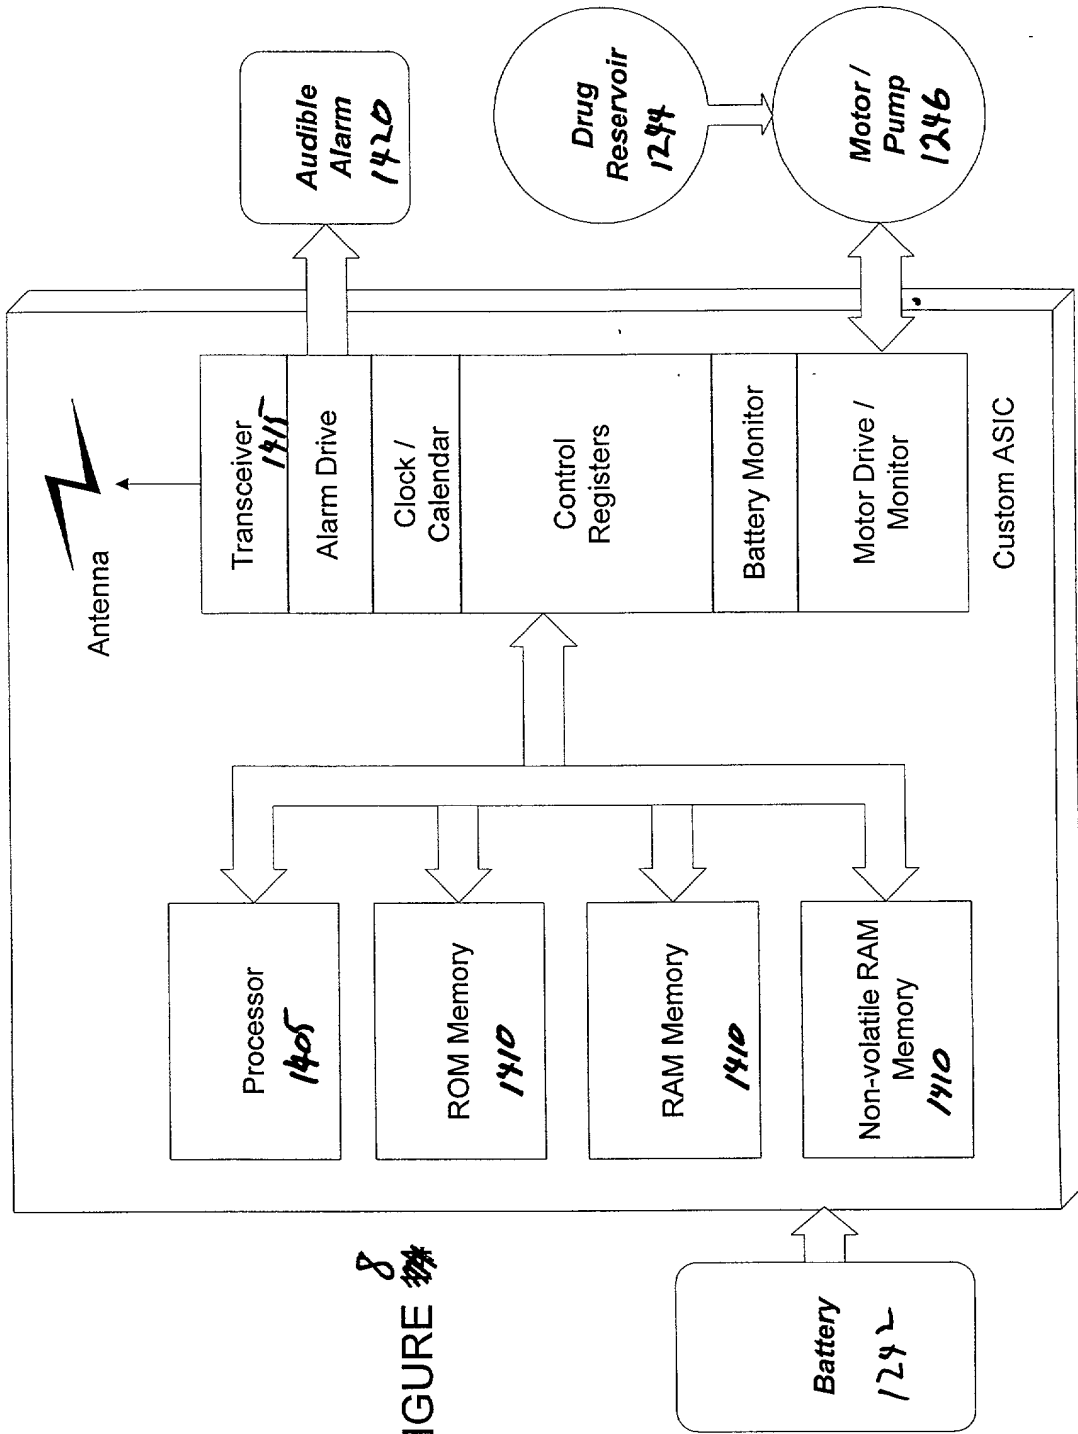 Antenna
Transceiver
1415
Alarm Drive
Clock /
Calendar
Control
Registers
Battery Monitor
Motor Drive /
Monitor
Custom ASIC
Audible
Alarm
1420
Drug
Reservoir
1244
Motor /
Pump
1246
Processor
1405
ROM Memory
1410
RAM Memory
1410
Non-volatile RAM
Memory
1410
Battery
1242
IGURE 8